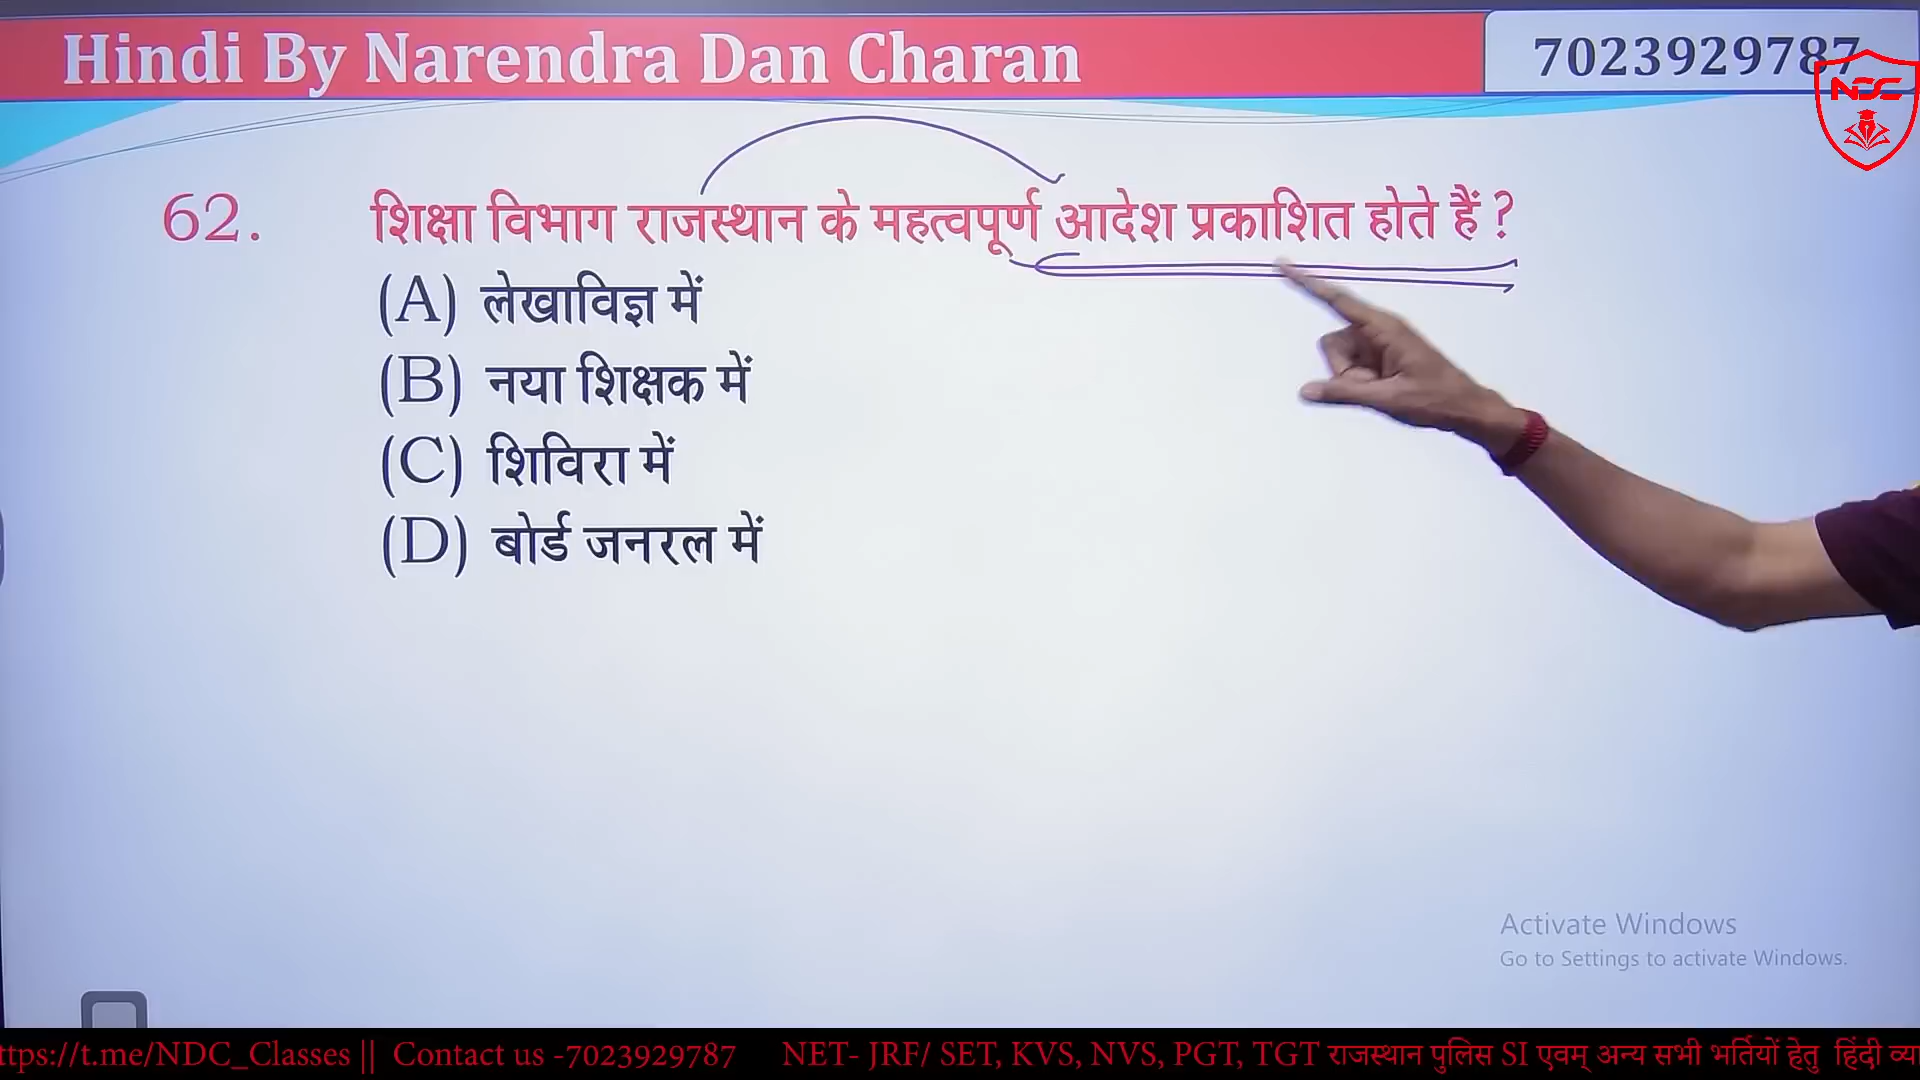 Hindi By Narendra Dan Charan
7023929787
NDC
62. शिक्षा विभाग राजस्थान के महत्वपूर्ण आदेश प्रकाशित होते हैं ?
(A) लेखाविज्ञ में
(B) नया शिक्षक में
(C) शिविरा में
(D) बोर्ड जनरल में
Activate Windows
Go to Settings to activate Windows.
ttps://t.me/NDC_Classes || Contact us -7023929787 NET- JRF/ SET, KVS, NVS, PGT, TGT राजस्थान पुलिस SI एवम् अन्य सभी भर्तियों हेतु हिंदी व्या